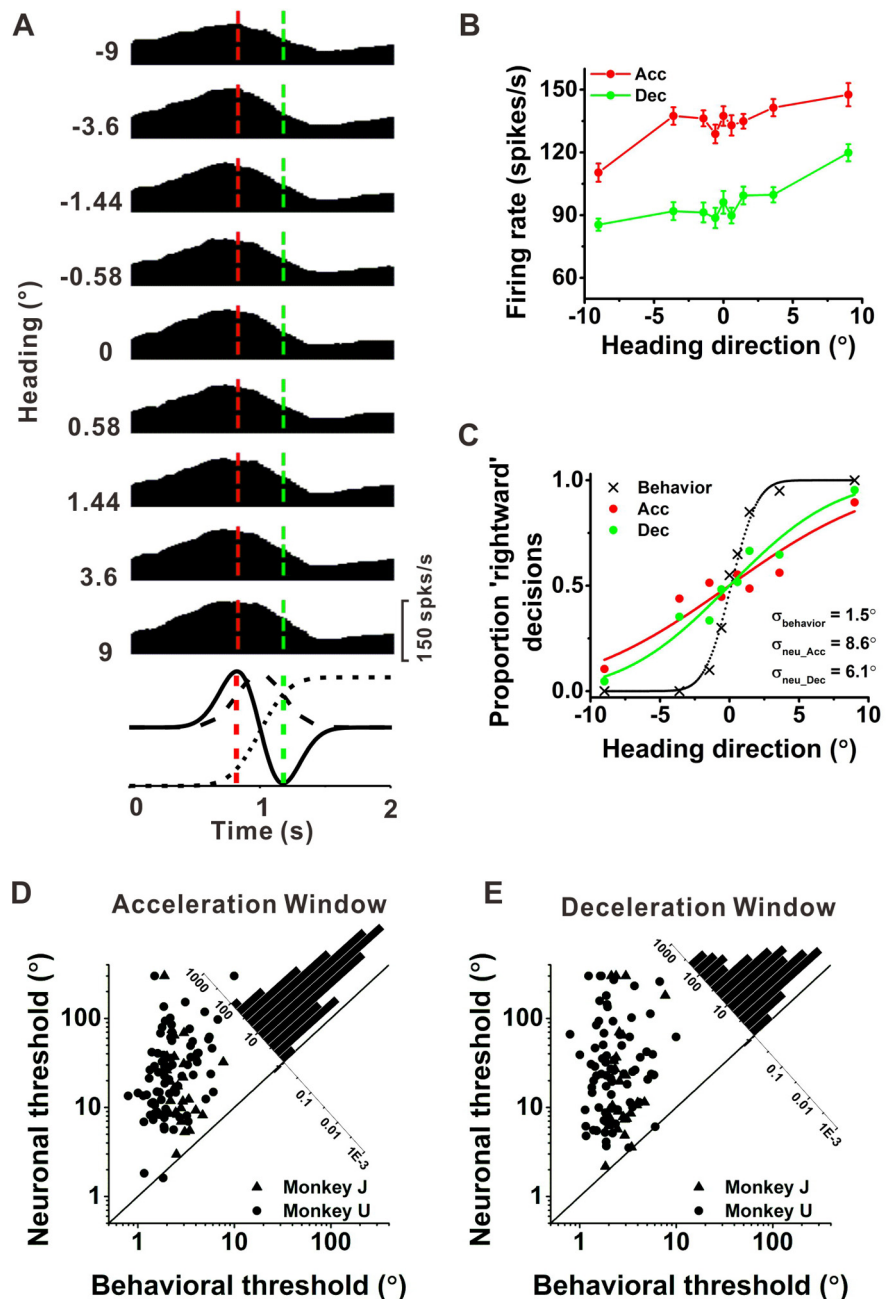 A
Heading (°)
-9
-3.6
-1.44
-0.58
0
0.58
1.44
3.6
9
150 spks/s
0 1 2
Time (s)
B
Acc
Dec
Firing rate (spikes/s)
150
120
90
60
-10 -5 0 5 10
Heading direction (°)
C
Behavior
Acc
Dec
Proportion 'rightward'
decisions
1.0
0.5
0.0
σbehavior = 1.5°
σneu_Acc = 8.6°
σneu_Dec = 6.1°
-10 -5 0 5 10
Heading direction (°)
D
Acceleration Window
Neuronal threshold (°)
100
10
1
1000
100
10
0.1
0.01
1E-3
Monkey J
Monkey U
1 10 100
Behavioral threshold (°)
E
Deceleration Window
Neuronal threshold (°)
100
10
1
1000
100
10
0.1
0.01
1E-3
Monkey J
Monkey U
1 10 100
Behavioral threshold (°)